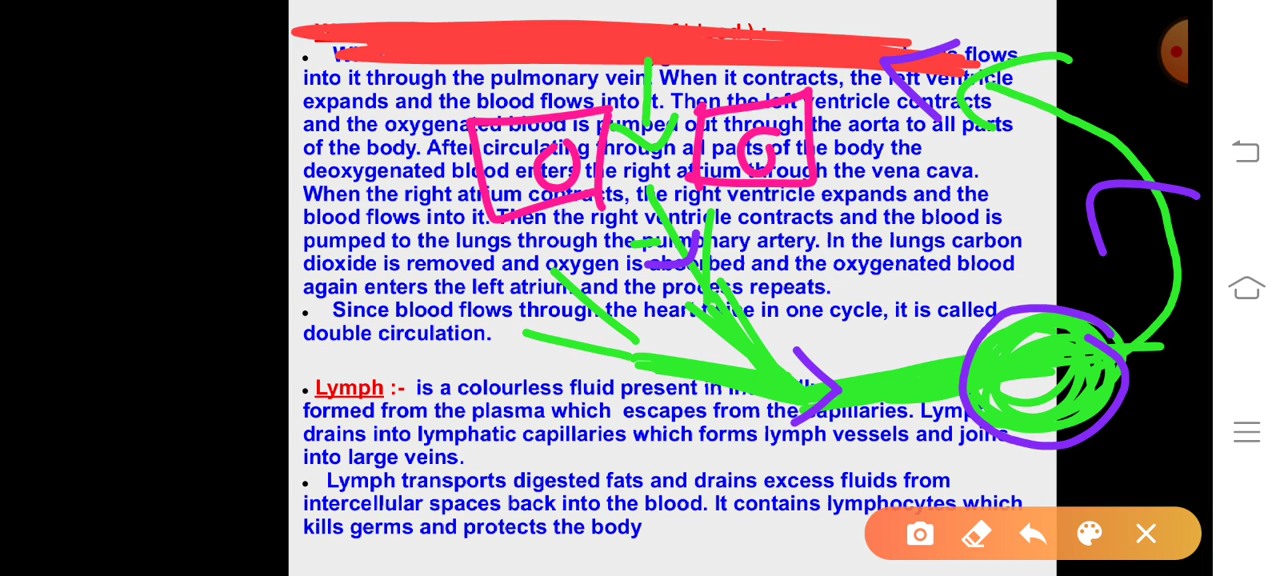 flows
into it through the pulmonary vein. When it contracts, the left ventricle
expands and the blood flows into it. Then the left ventricle contracts
and the oxygenated blood is pumped out through the aorta to all parts
of the body. After circulating through all parts of the body the
deoxygenated blood enters the right atrium through the vena cava.
When the right atrium contracts, the right ventricle expands and the
blood flows into it. Then the right ventricle contracts and the blood is
pumped to the lungs through the pulmonary artery. In the lungs carbon
dioxide is removed and oxygen is absorbed and the oxygenated blood
again enters the left atrium and the process repeats.
• Since blood flows through the heart twice in one cycle, it is called
double circulation.
• Lymph :- is a colourless fluid present in
formed from the plasma which escapes from the capillaries. Lymph
drains into lymphatic capillaries which forms lymph vessels and joins
into large veins.
• Lymph transports digested fats and drains excess fluids from
intercellular spaces back into the blood. It contains lymphocytes which
kills germs and protects the body